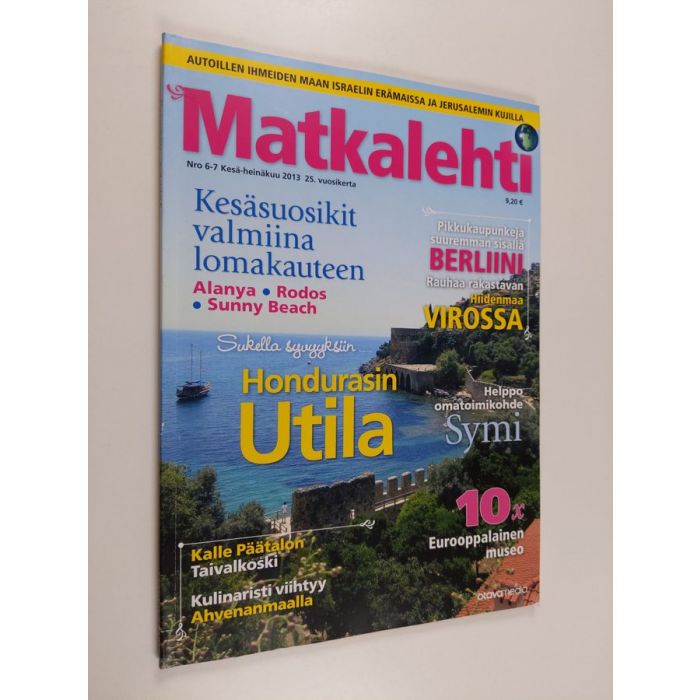 AUTOILLEN IHMEIDEN MAAN ISRAELIN ERÄMAISSA JA JERUSALEMIN KUJILLA
Matkalehti
Nro 6-7 Kesä-heinäkuu 2013 25. vuosikerta
9,20 €
Kesäsuosikit
valmiina
lomakauteen
Alanya • Rodos
• Sunny Beach
Pikkukaupunkeja
suuremman sisällä
BERLIINI
Rauhaa rakastavan
Hiidenmaa
VIROSSA
Sukella syvyyksiin
Hondurasin
Utila
Helppo
omatoimikohde
Symi
10x
Eurooppalainen
museo
Kalle Päätalon
Taivalkoski
Kulinaristi viihtyy
Ahvenanmaalla
otavamedia